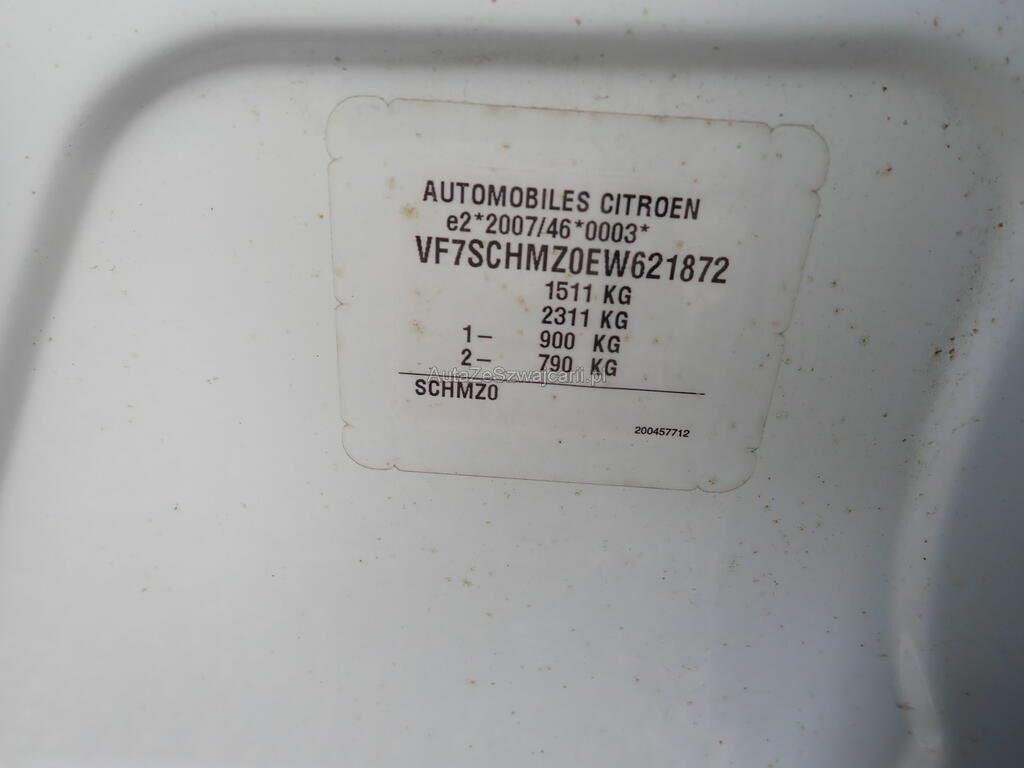 AUTOMOBILES CITROEN
e2*2007/46*0003*
VF7SCHMZ0EW621872
1511 KG
2311 KG
1- 900 KG
2- 790 KG
AutaZeSzwajcarii.pl
SCHMZ0
200457712